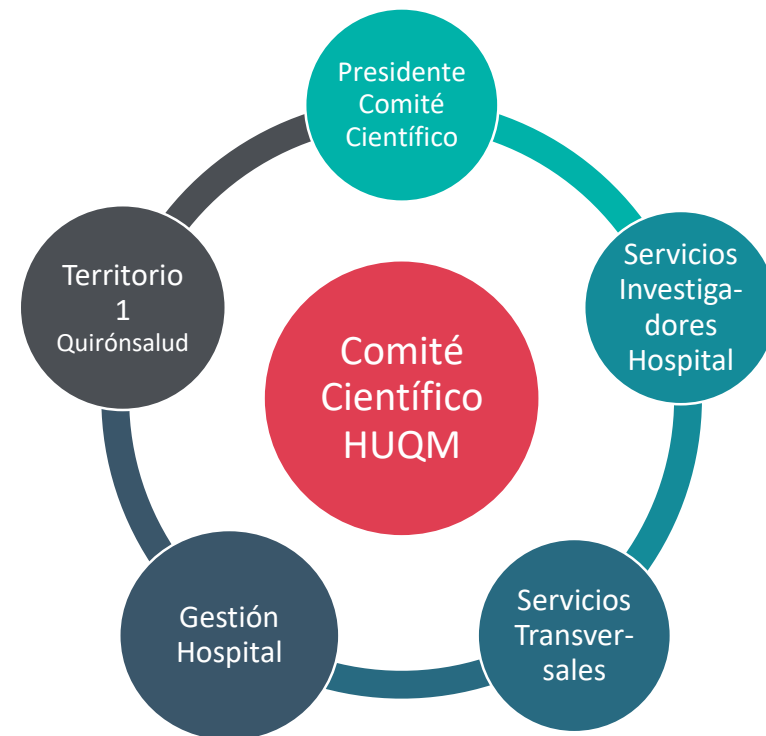 Presidente
Comité
Científico
Servicios
Investiga-
dores
Hospital
Comité
Científico
HUQM
Territorio
1
Quirónsalud
Gestión
Hospital
Servicios
Transver-
sales